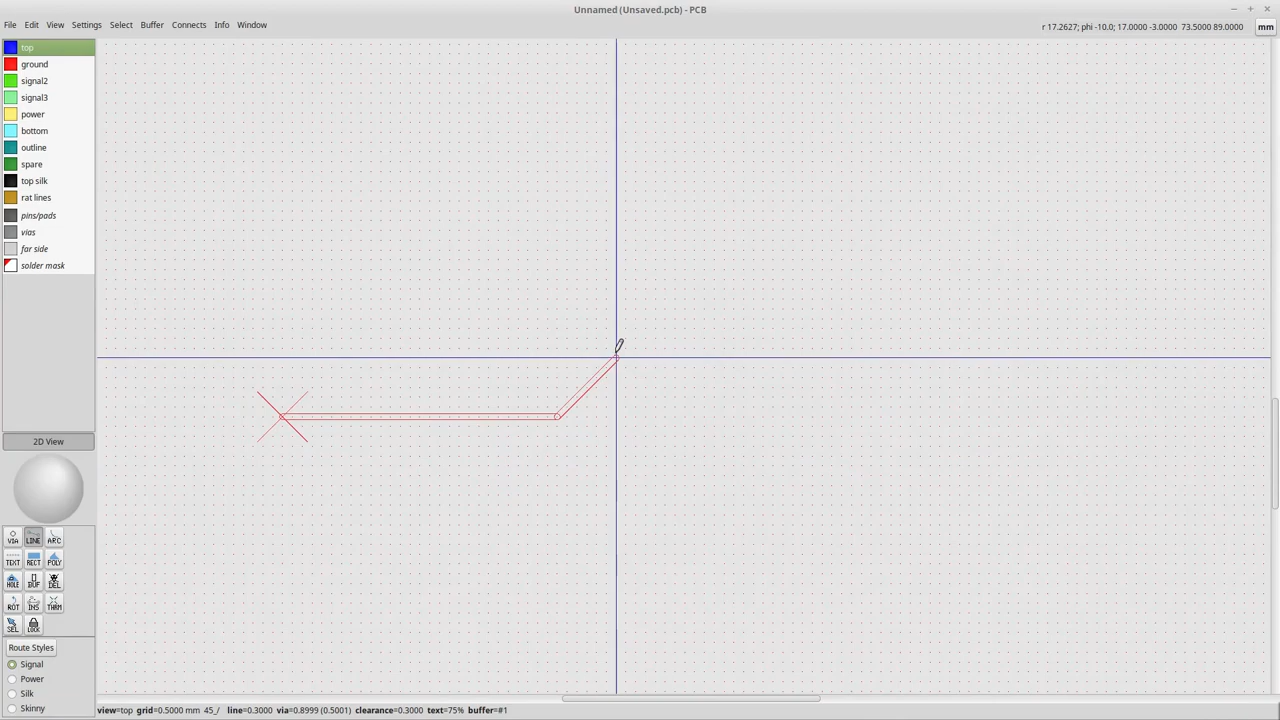 Unnamed (Unsaved.pcb) - PCB
File Edit View Settings Select Buffer Connects Info Window
r 17.2627; phi -10.0; 17.0000 -3.0000 73.5000 89.0000 mm
top
ground
signal2
signal3
power
bottom
outline
spare
top silk
rat lines
pins/pads
vias
far side
solder mask
2D View
VIA LINE ARC
TEXT RECT POLY
HOLE BUF DEL
ROT INS THRM
SEL LOCK
Route Styles
Signal
Power
Silk
Skinny
view=top grid=0.5000 mm 45_/ line=0.3000 via=0.8999 (0.5001) clearance=0.3000 text=75% buffer=#1